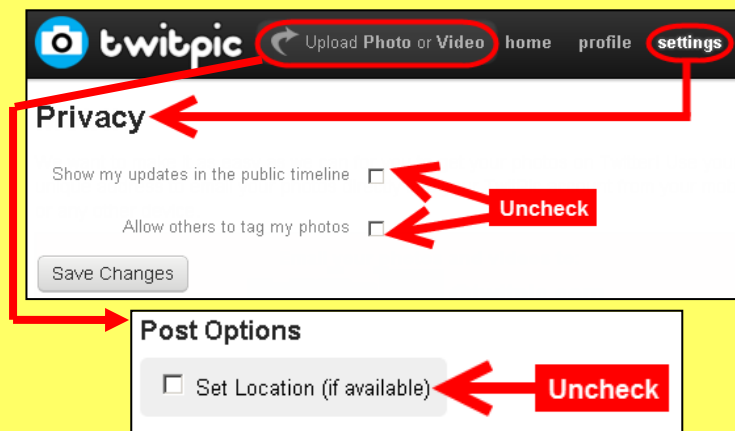 twitpic Upload Photo or Video home profile settings
Privacy
Show my updates in the public timeline
Uncheck
Allow others to tag my photos
Save Changes
Post Options
Set Location (if available) Uncheck